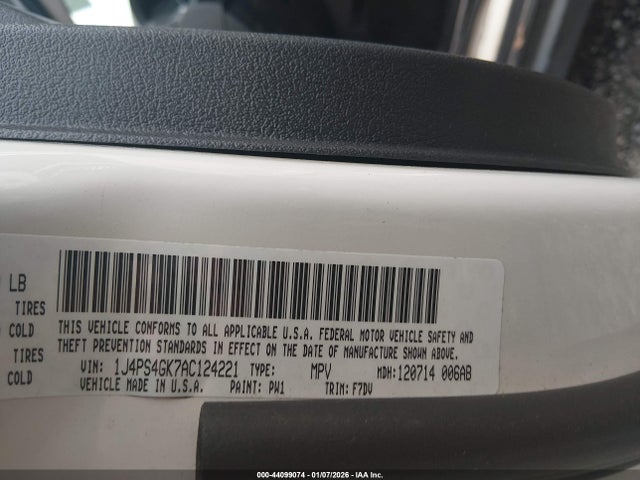 LB
TIRES
COLD
TIRES
COLD
THIS VEHICLE CONFORMS TO ALL APPLICABLE U.S.A. FEDERAL MOTOR VEHICLE SAFETY AND
THEFT PREVENTION STANDARDS IN EFFECT ON THE DATE OF MANUFACTURE SHOWN ABOVE.
VIN: 1J4PS4GK7AC124221 TYPE: MPV MDH: 120714 006AB
VEHICLE MADE IN U.S.A. PAINT: PW1 TRIM: F7DV
000-44099074 | 01/07/2026 | IAA Inc.